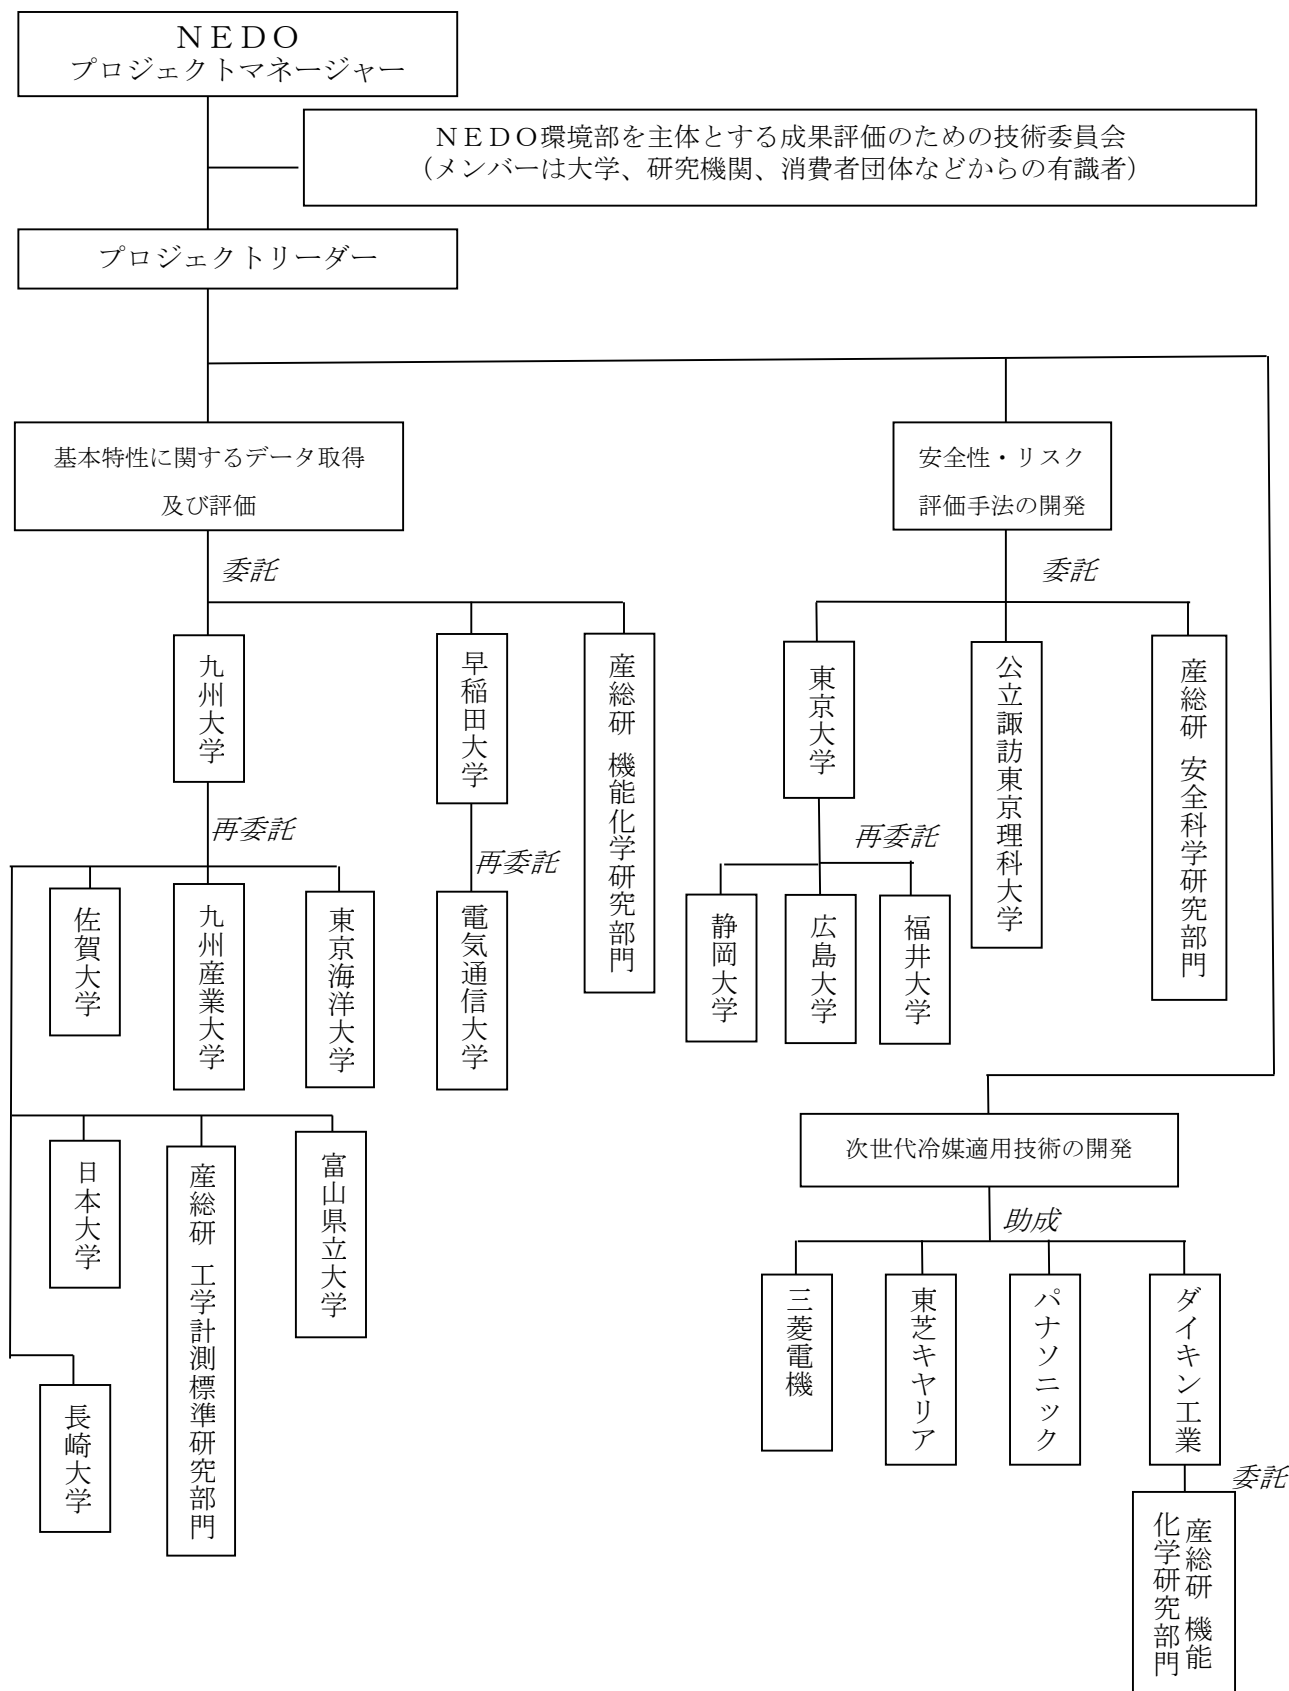 ＮＥＤＯ
プロジェクトマネージャー
ＮＥＤＯ環境部を主体とする成果評価のための技術委員会
（メンバーは大学、研究機関、消費者団体などからの有識者）
プロジェクトリーダー
基本特性に関するデータ取得
及び評価
安全性・リスク
評価手法の開発
委託
委託
九州大学
早稲田大学
産総研 機能化学研究部門
東京大学
公立諏訪東京理科大学
産総研 安全科学研究部門
再委託
再委託
再委託
佐賀大学
九州産業大学
東京海洋大学
電気通信大学
静岡大学
広島大学
福井大学
日本大学
産総研 工学計測標準研究部門
富山県立大学
長崎大学
次世代冷媒適用技術の開発
助成
三菱電機
東芝キヤリア
パナソニック
ダイキン工業
委託
産総研 機能
化学研究部門